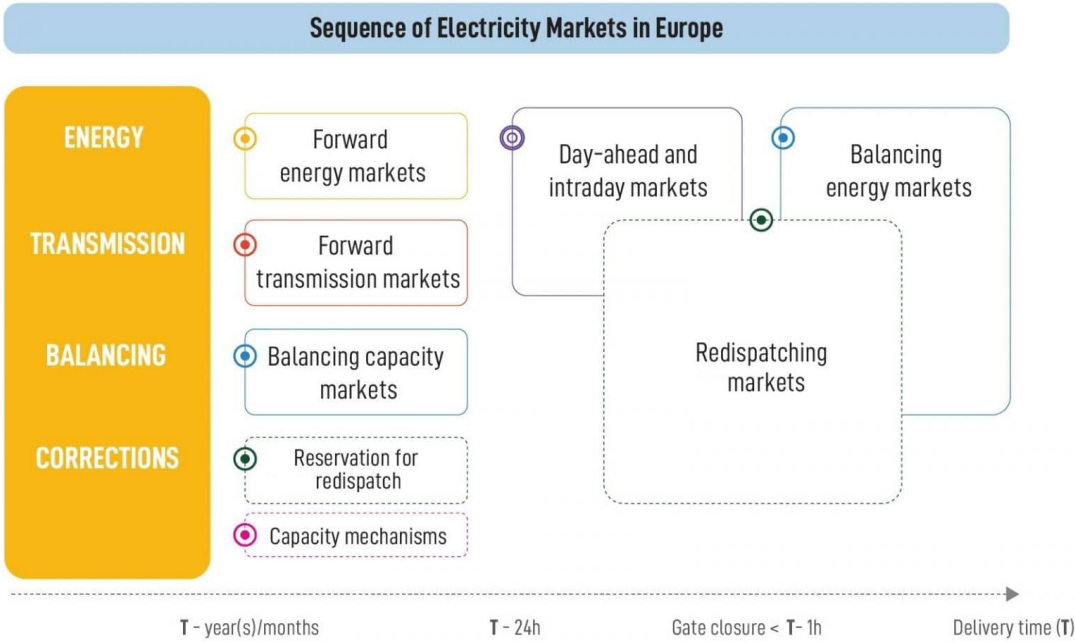 Sequence of Electricity Markets in Europe
ENERGY
Forward
energy markets
Day-ahead and
intraday markets
Balancing
energy markets
TRANSMISSION
Forward
transmission markets
BALANCING
Balancing capacity
markets
Redispatching
markets
CORRECTIONS
Reservation for
redispatch
Capacity mechanisms
T - year(s)/months
T - 24h
Gate closure < T- 1h
Delivery time (T)